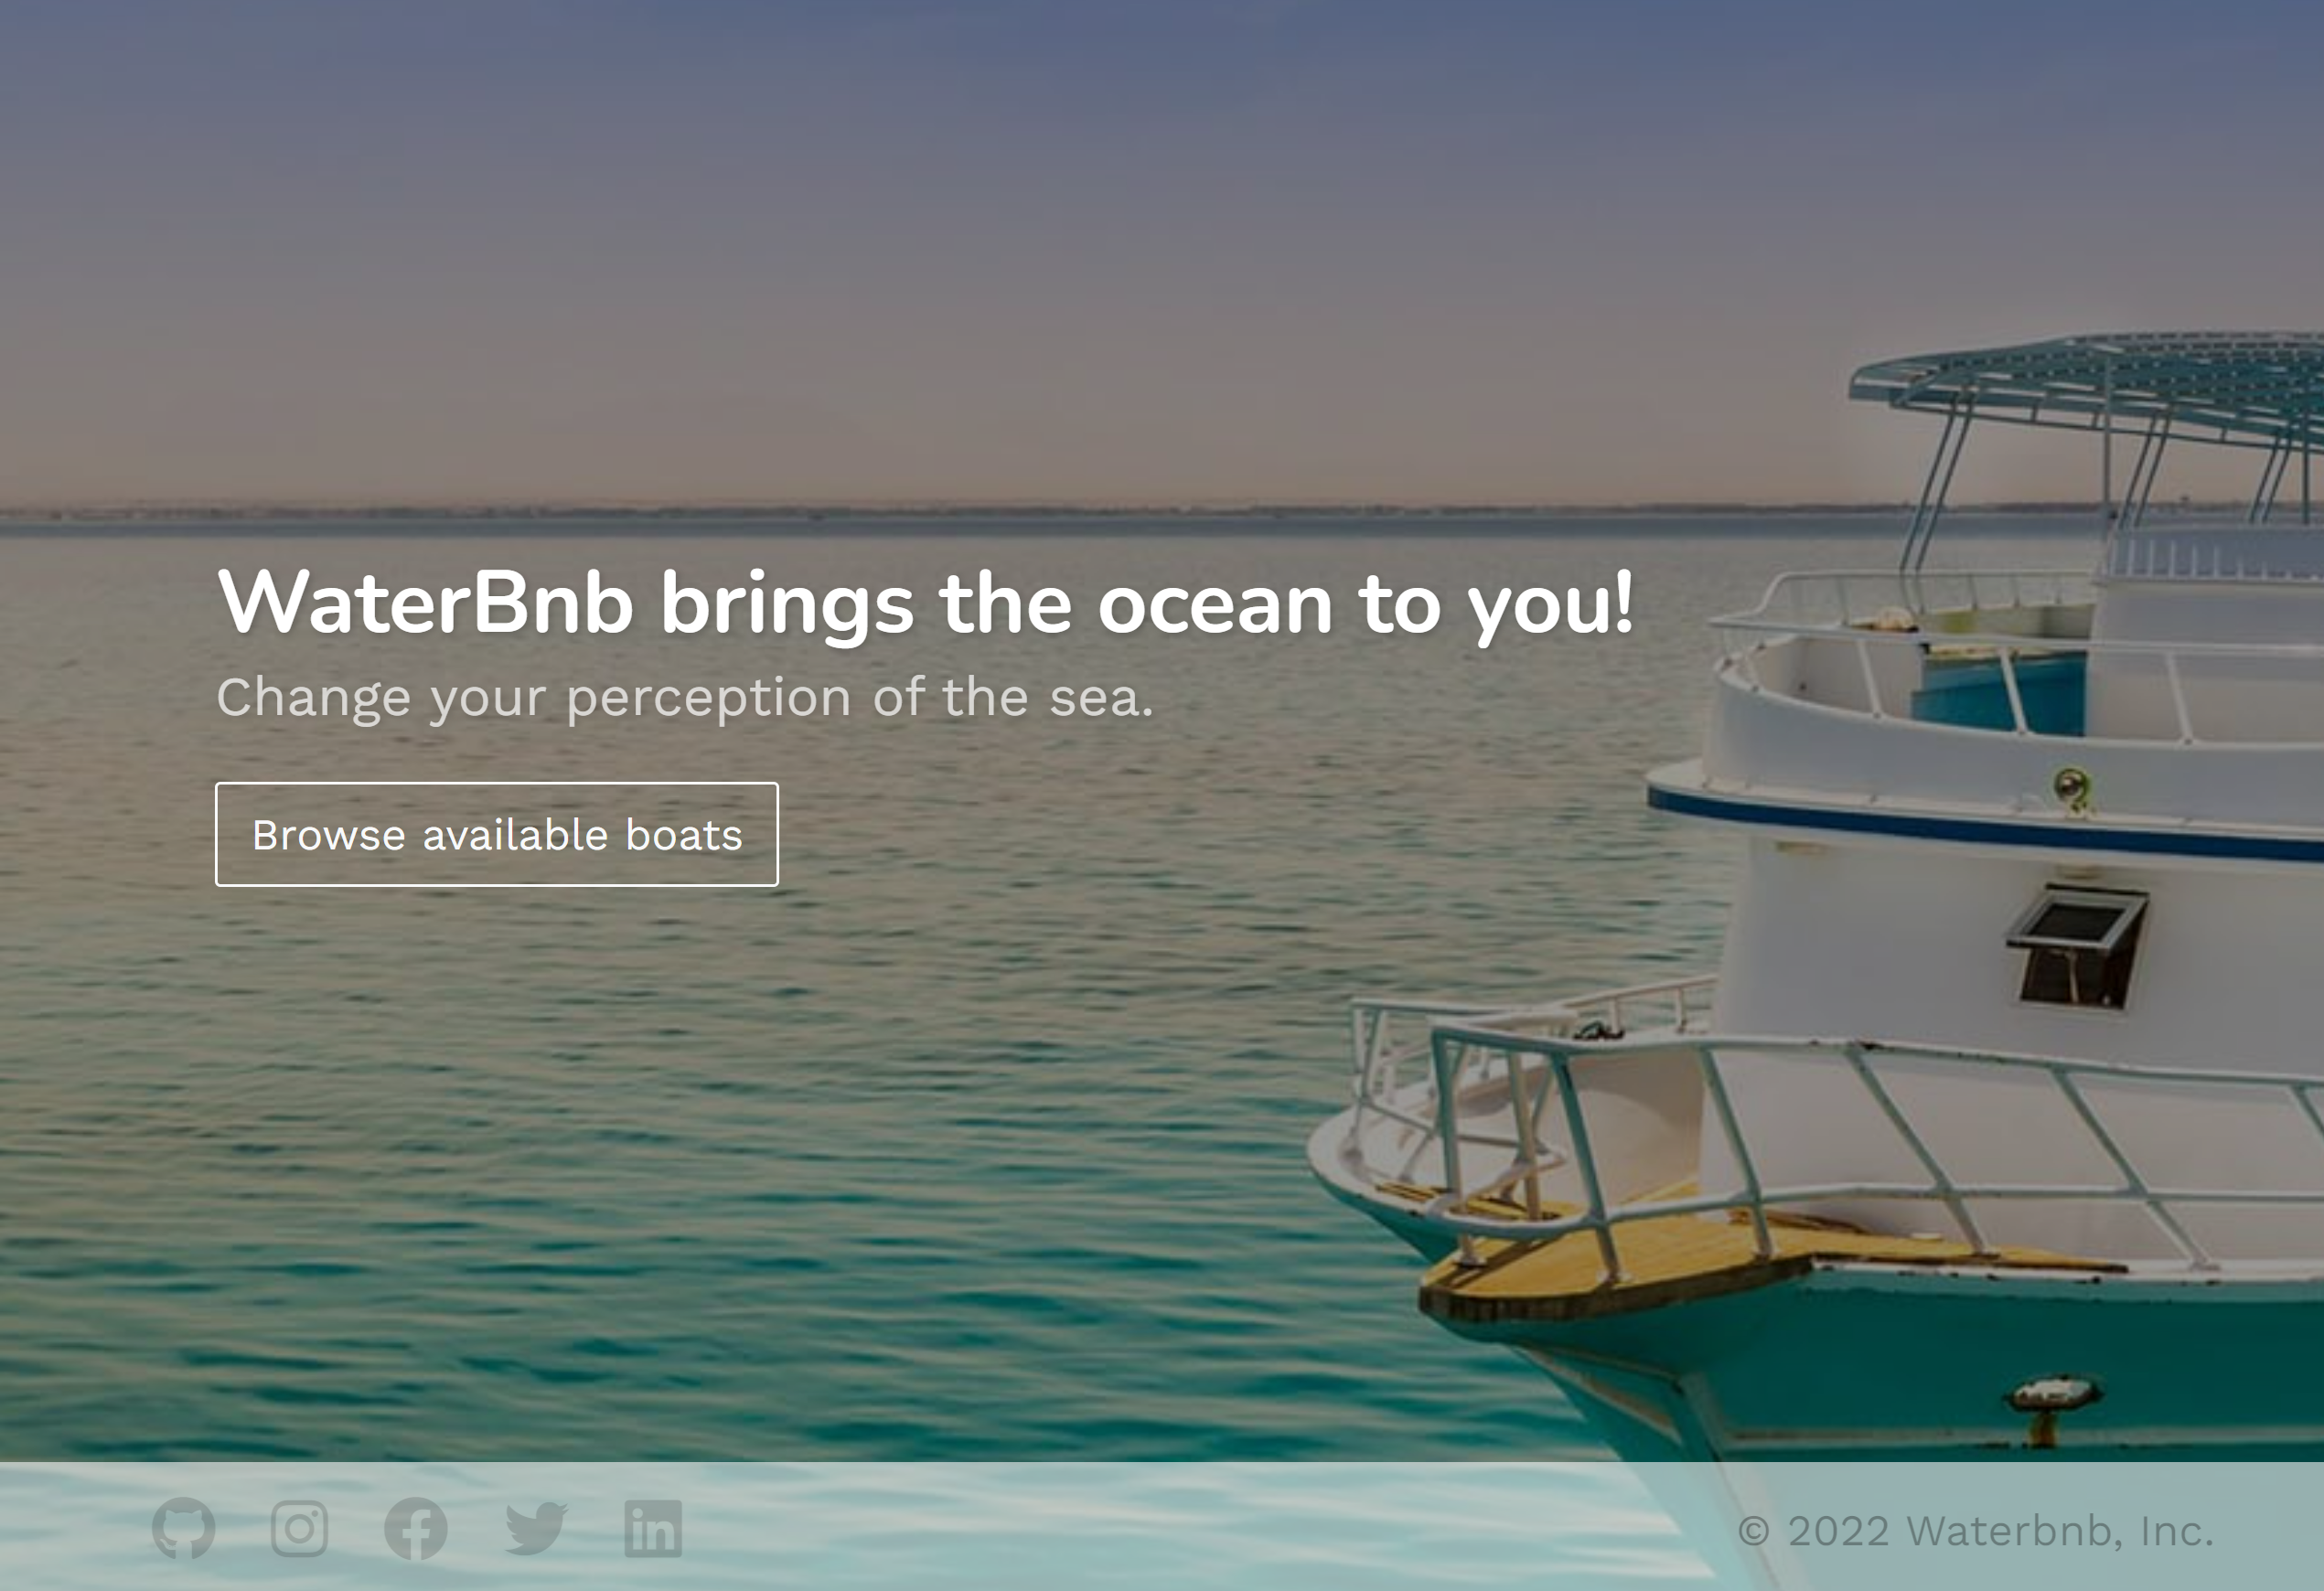 WaterBnb brings the ocean to you!
Change your perception of the sea.
Browse available boats
© 2022 Waterbnb, Inc.